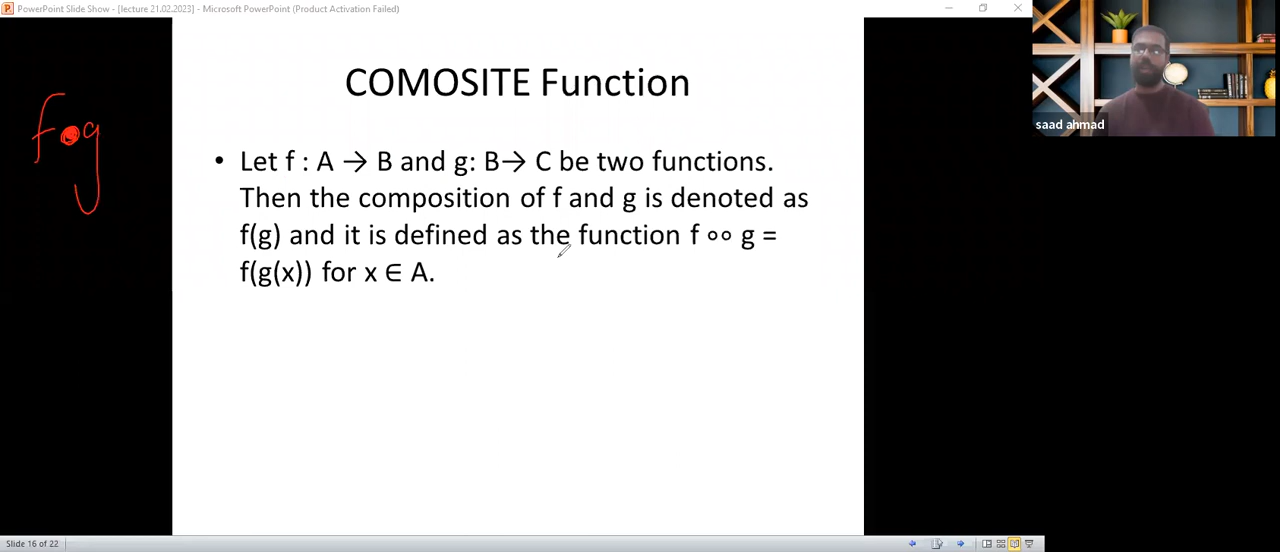 PowerPoint Slide Show - [lecture 21.02.2023] - Microsoft PowerPoint (Product Activation Failed)
COMOSITE Function
fog
saad ahmad
• Let f : A → B and g: B→ C be two functions.
Then the composition of f and g is denoted as
f(g) and it is defined as the function f ∘∘ g =
f(g(x)) for x ∈ A.
Slide 16 of 22